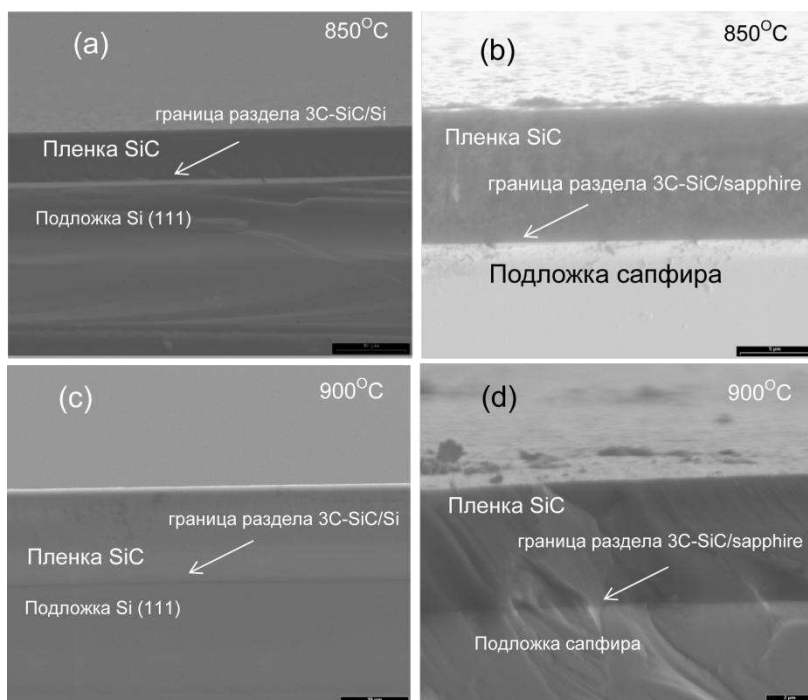 (a)
850°C
граница раздела 3C-SiC/Si
Пленка SiC
Подложка Si (111)
(b)
850°C
Пленка SiC
граница раздела 3C-SiC/sapphire
Подложка сапфира
(c)
900°C
граница раздела 3C-SiC/Si
Пленка SiC
Подложка Si (111)
(d)
900°C
Пленка SiC
граница раздела 3C-SiC/sapphire
Подложка сапфира